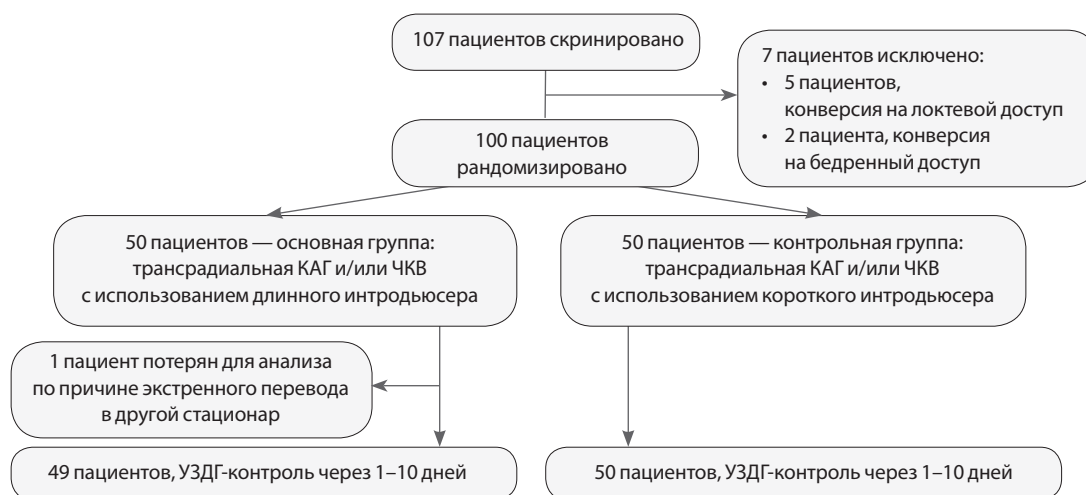 107 пациентов скринировано
7 пациентов исключено:
• 5 пациентов,
конверсия на локтевой доступ
• 2 пациента, конверсия
на бедренный доступ
100 пациентов
рандомизировано
50 пациентов — основная группа:
трансрадиальная КАГ и/или ЧКВ
с использованием длинного интродьюсера
50 пациентов — контрольная группа:
трансрадиальная КАГ и/или ЧКВ
с использованием короткого интродьюсера
1 пациент потерян для анализа
по причине экстренного перевода
в другой стационар
49 пациентов, УЗДГ-контроль через 1–10 дней
50 пациентов, УЗДГ-контроль через 1–10 дней